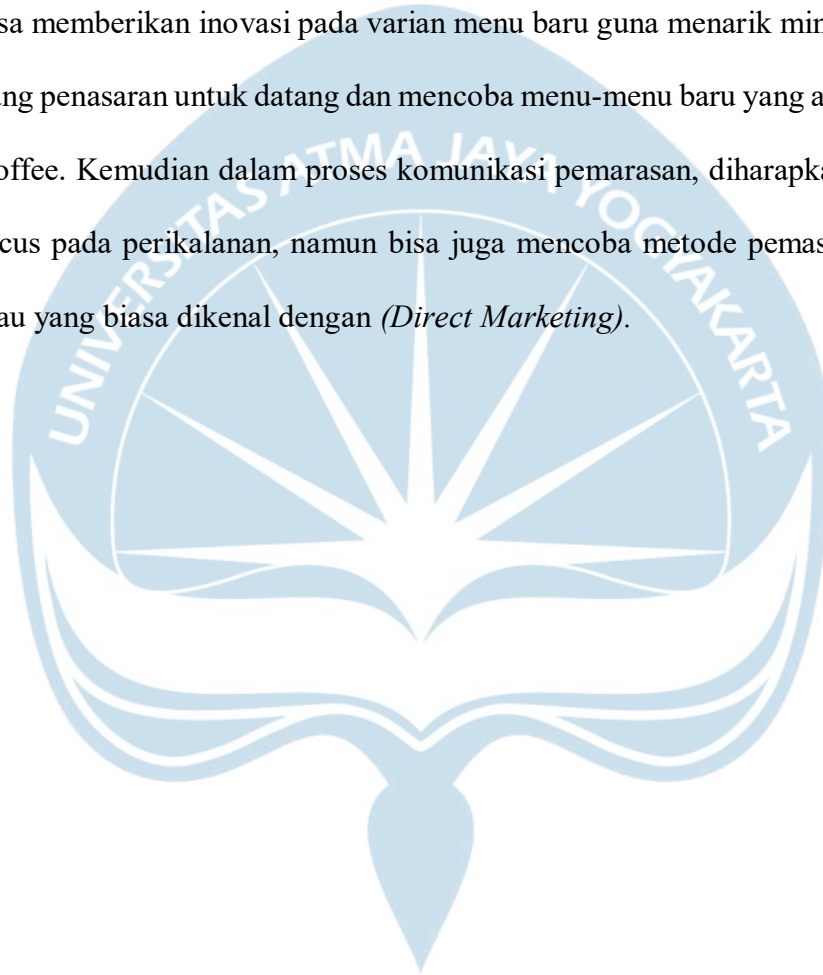 sa memberikan inovasi pada varian menu baru guna menarik min
ng penasaran untuk datang dan mencoba menu-menu baru yang a
offee. Kemudian dalam proses komunikasi pemarasan, diharapka
cus pada perikalanan, namun bisa juga mencoba metode pemas
au yang biasa dikenal dengan (Direct Marketing).
UNIVERSITAS ATMA JAYA YOGYAKARTA